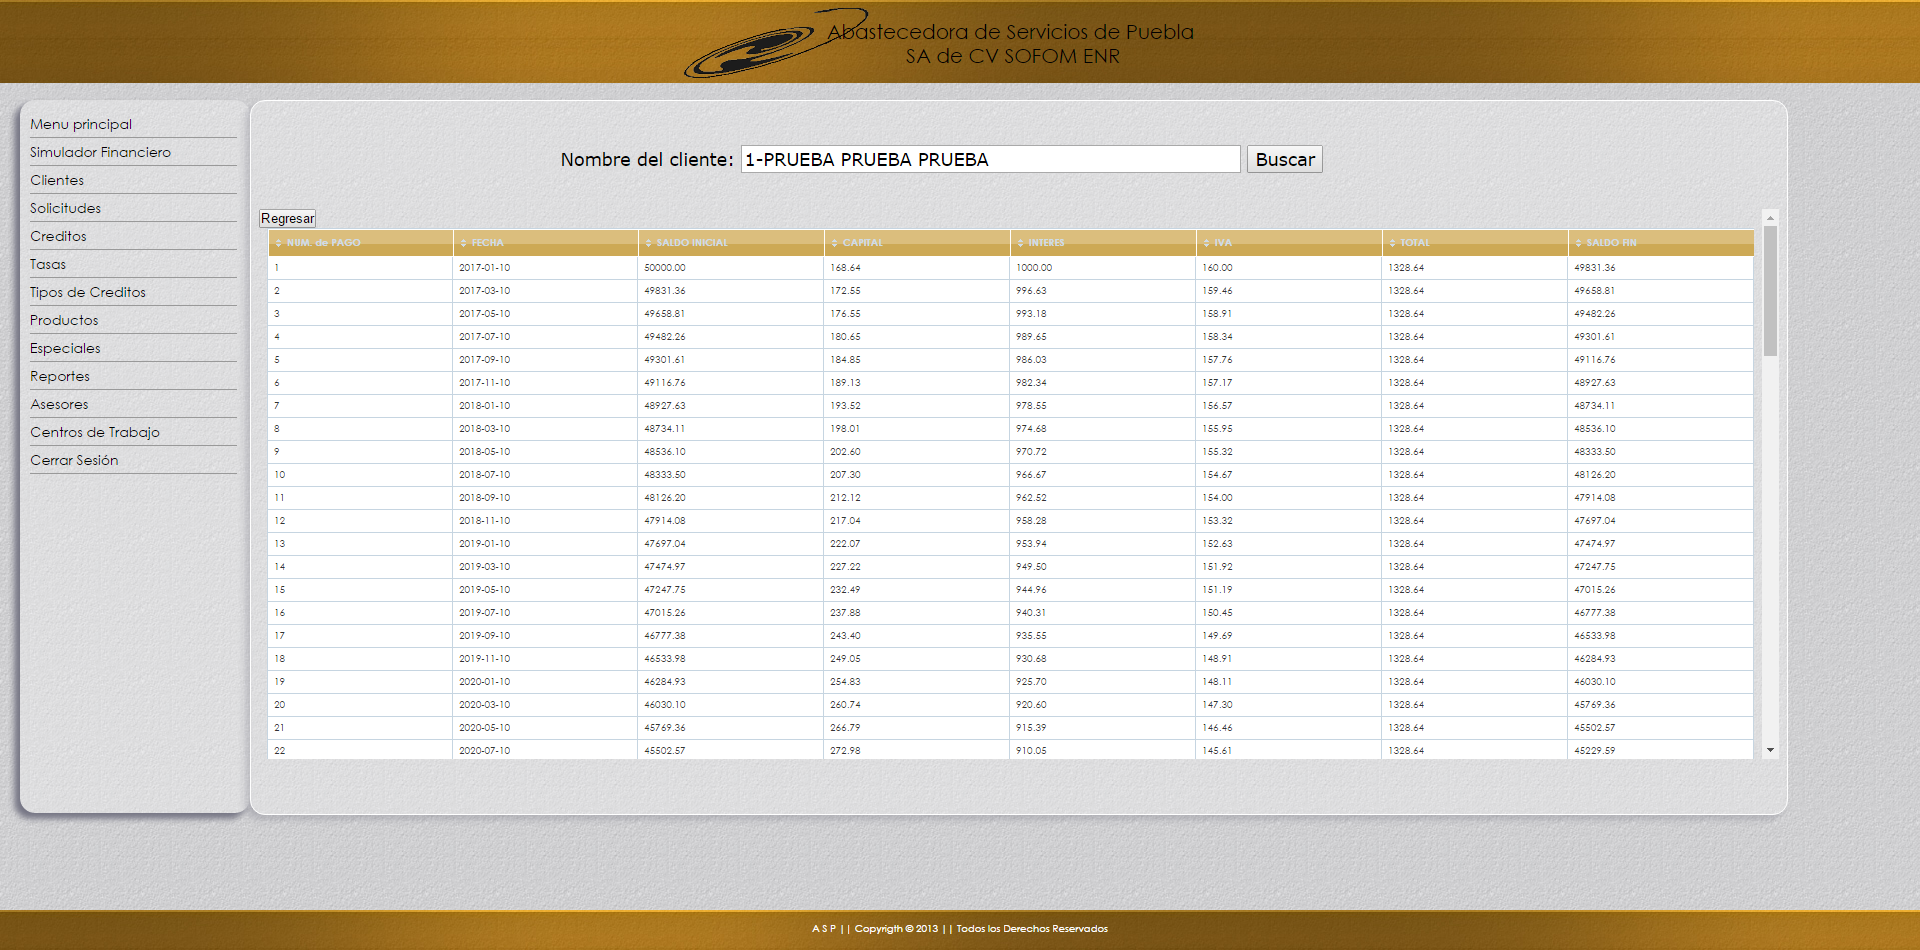 Abastecedora de Servicios de Puebla
SA de CV SOFOM ENR
Menu principal
Simulador Financiero
Clientes
Solicitudes
Creditos
Tasas
Tipos de Creditos
Productos
Especiales
Reportes
Asesores
Centros de Trabajo
Cerrar Sesión
Nombre del cliente: 1-PRUEBA PRUEBA PRUEBA Buscar
Regresar
NUM. de PAGO FECHA SALDO INICIAL CAPITAL INTERES IVA TOTAL SALDO FIN
1 2017-01-10 50000.00 168.64 1000.00 160.00 1328.64 49831.36
2 2017-03-10 49831.36 172.55 996.63 159.46 1328.64 49658.81
3 2017-05-10 49658.81 176.55 993.18 158.91 1328.64 49482.26
4 2017-07-10 49482.26 180.65 989.65 158.34 1328.64 49301.61
5 2017-09-10 49301.61 184.85 986.03 157.76 1328.64 49116.76
6 2017-11-10 49116.76 189.13 982.34 157.17 1328.64 48927.63
7 2018-01-10 48927.63 193.52 978.55 156.57 1328.64 48734.11
8 2018-03-10 48734.11 198.01 974.68 155.95 1328.64 48536.10
9 2018-05-10 48536.10 202.60 970.72 155.32 1328.64 48333.50
10 2018-07-10 48333.50 207.30 966.67 154.67 1328.64 48126.20
11 2018-09-10 48126.20 212.12 962.52 154.00 1328.64 47914.08
12 2018-11-10 47914.08 217.04 958.28 153.32 1328.64 47697.04
13 2019-01-10 47697.04 222.07 953.94 152.63 1328.64 47474.97
14 2019-03-10 47474.97 227.22 949.50 151.92 1328.64 47247.75
15 2019-05-10 47247.75 232.49 944.96 151.19 1328.64 47015.26
16 2019-07-10 47015.26 237.88 940.31 150.45 1328.64 46777.38
17 2019-09-10 46777.38 243.40 935.55 149.69 1328.64 46533.98
18 2019-11-10 46533.98 249.05 930.68 148.91 1328.64 46284.93
19 2020-01-10 46284.93 254.83 925.70 148.11 1328.64 46030.10
20 2020-03-10 46030.10 260.74 920.60 147.30 1328.64 45769.36
21 2020-05-10 45769.36 266.79 915.39 146.46 1328.64 45502.57
22 2020-07-10 45502.57 272.98 910.05 145.61 1328.64 45229.59
A S P || Copyrigth © 2013 || Todos los Derechos Reservados